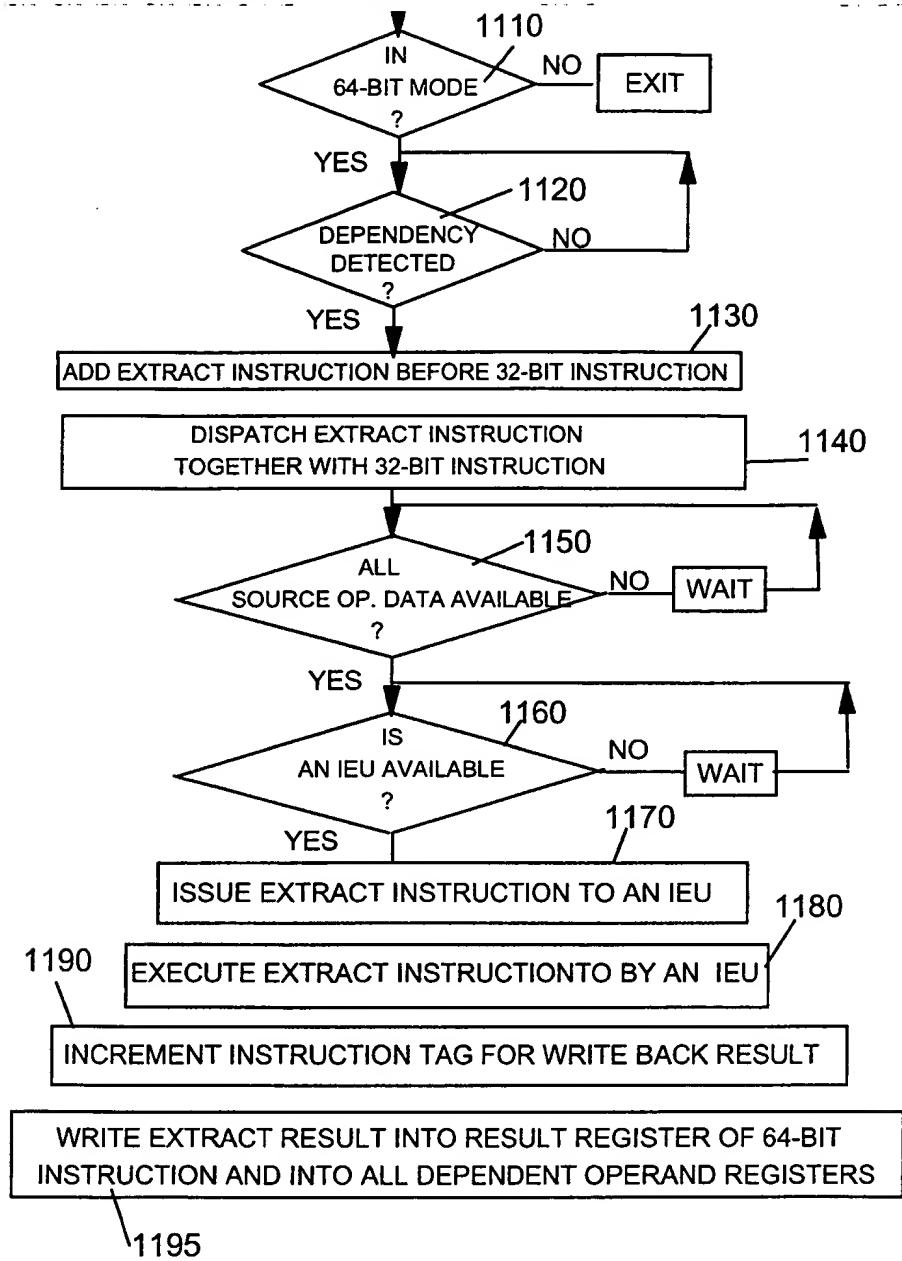 1110
IN
64-BIT MODE
?
NO
EXIT
YES
1120
DEPENDENCY
DETECTED
?
NO
YES
1130
ADD EXTRACT INSTRUCTION BEFORE 32-BIT INSTRUCTION
DISPATCH EXTRACT INSTRUCTION
TOGETHER WITH 32-BIT INSTRUCTION
1140
1150
ALL
SOURCE OP. DATA AVAILABLE
?
NO
WAIT
YES
1160
IS
AN IEU AVAILABLE
?
NO
WAIT
YES
1170
ISSUE EXTRACT INSTRUCTION TO AN IEU
1180
EXECUTE EXTRACT INSTRUCTIONTO BY AN IEU
1190
INCREMENT INSTRUCTION TAG FOR WRITE BACK RESULT
WRITE EXTRACT RESULT INTO RESULT REGISTER OF 64-BIT
INSTRUCTION AND INTO ALL DEPENDENT OPERAND REGISTERS
1195